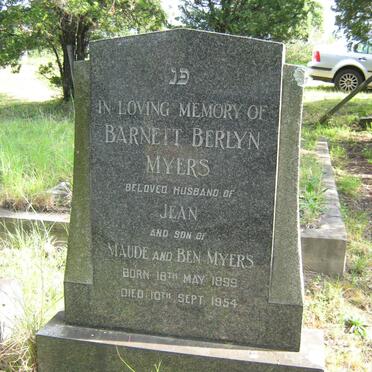 פנ
IN LOVING MEMORY OF
BARNETT BERLYN
MYERS
BELOVED HUSBAND OF
JEAN
AND SON OF
MAUDE AND BEN MYERS
BORN 18TH MAY 1899
DIED 10TH SEPT. 1954